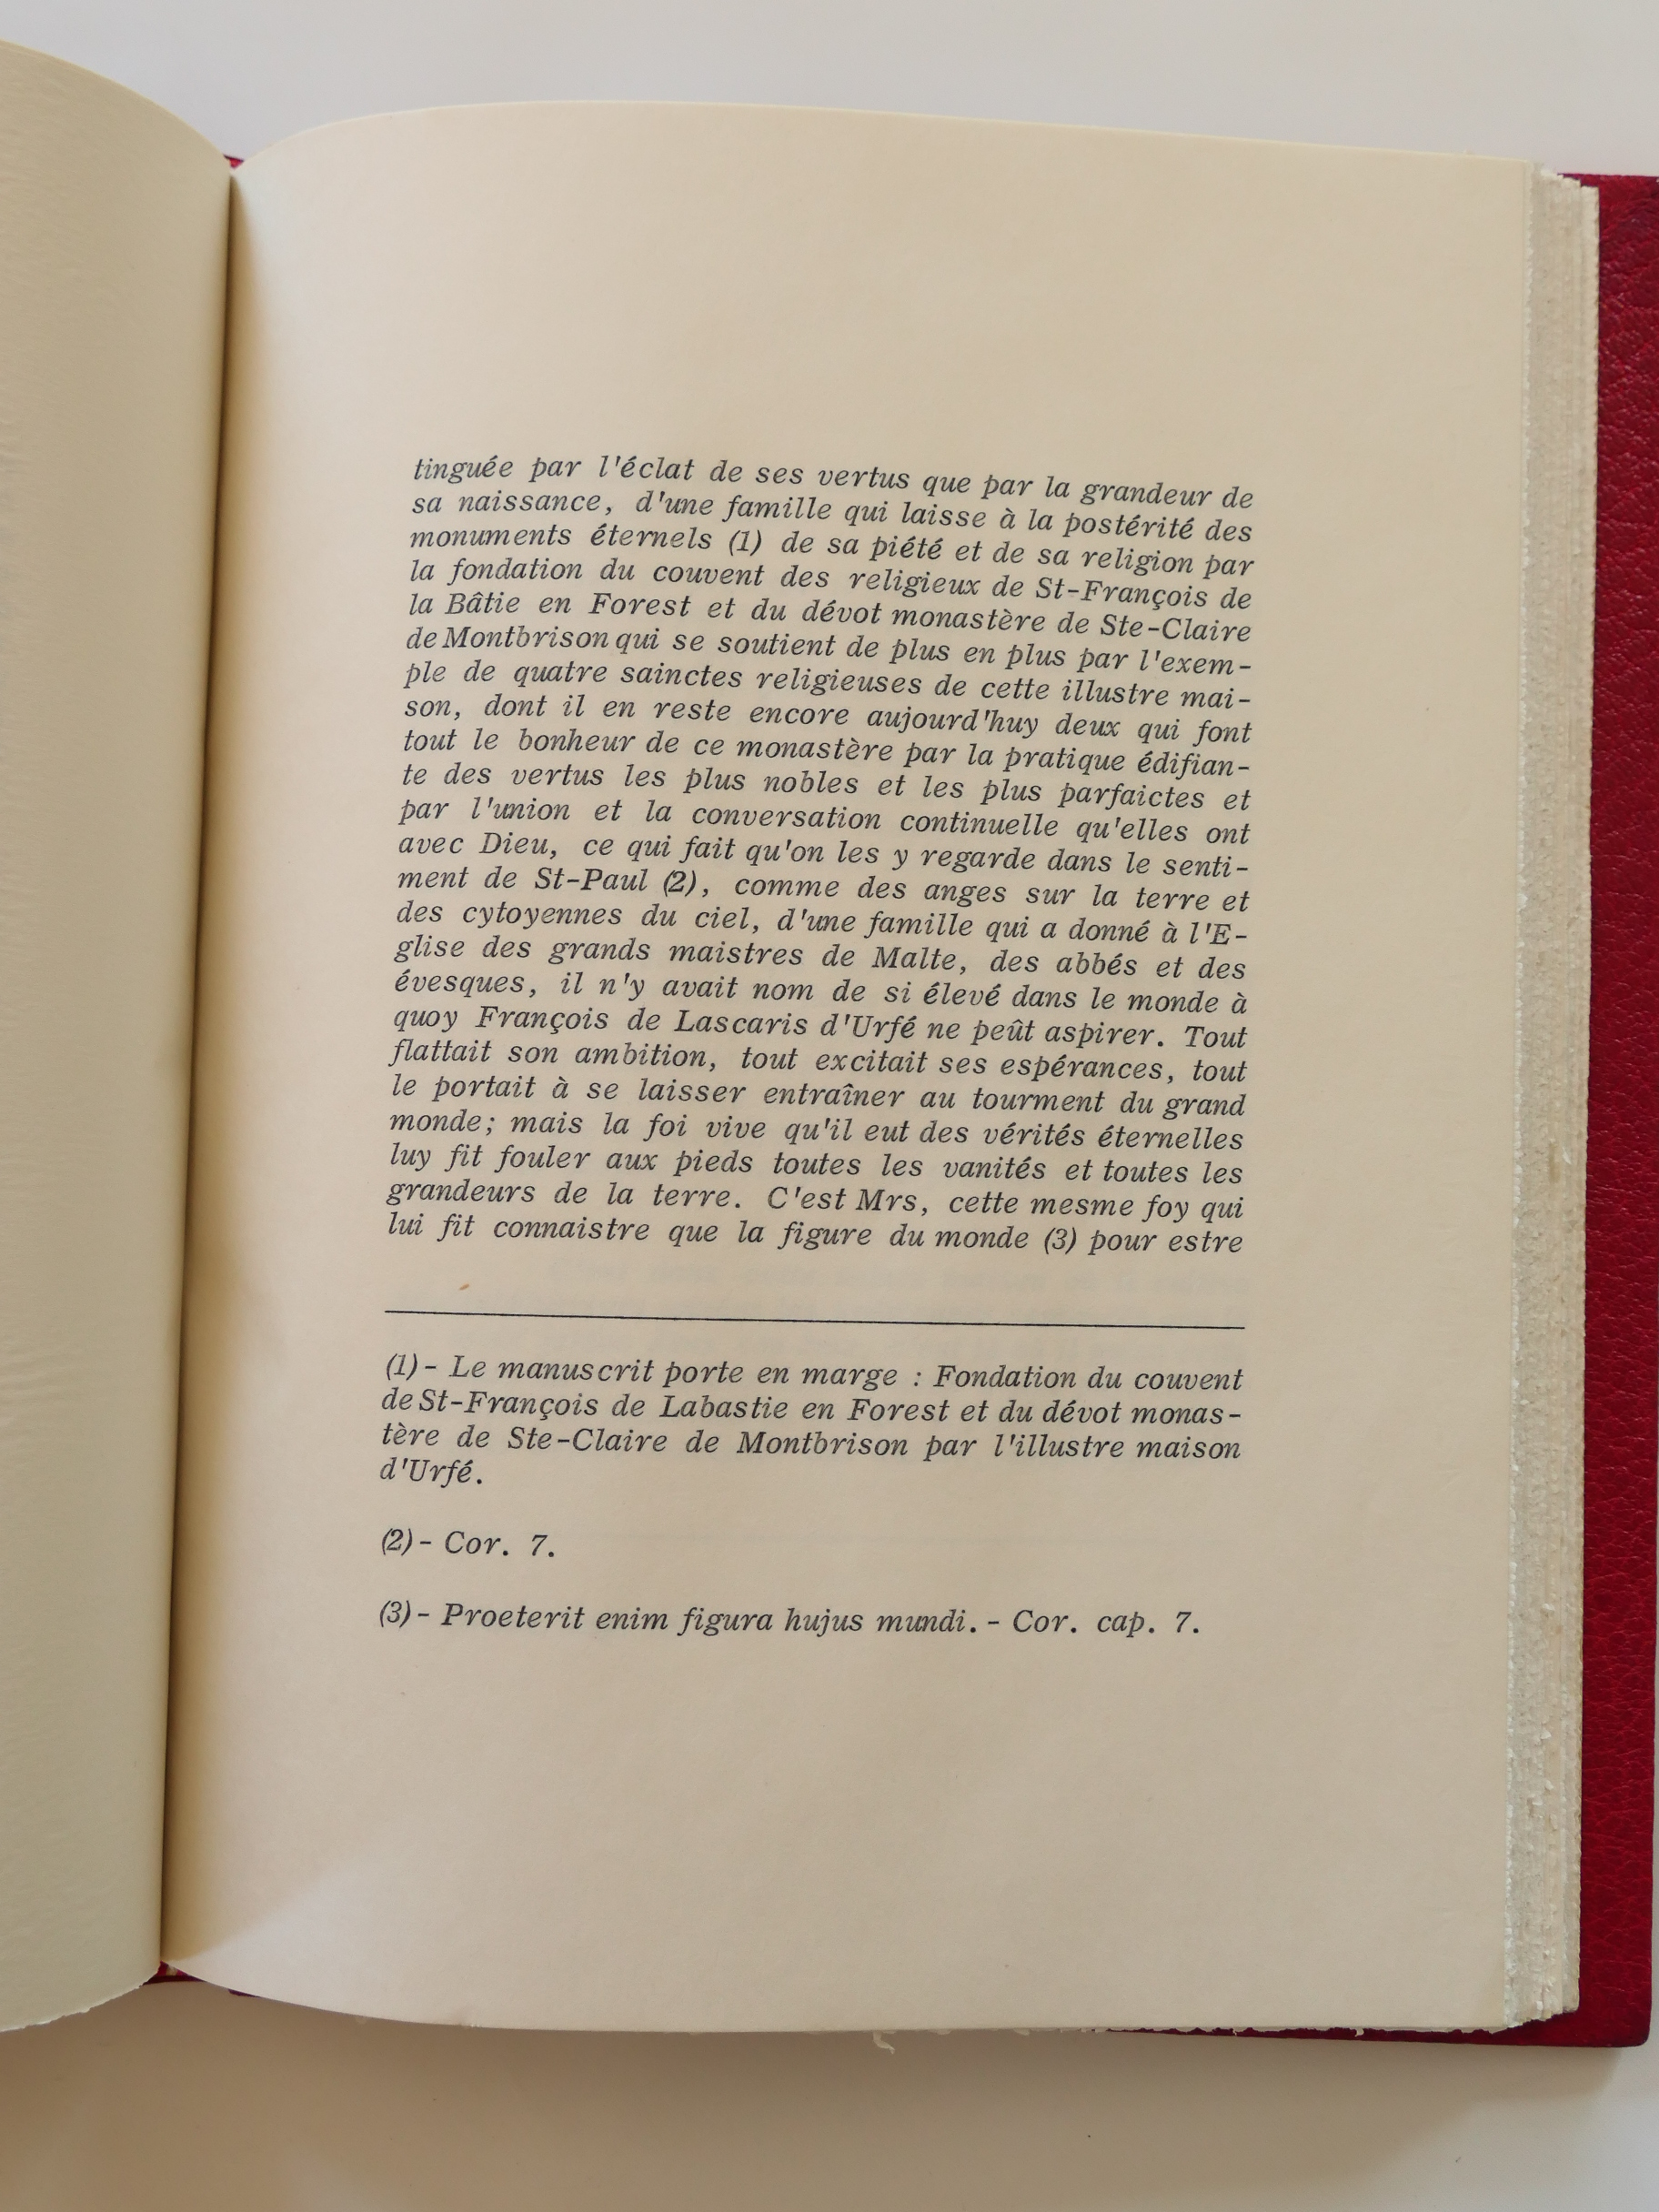 tinguée par l'éclat de ses vertus que par la grandeur de
sa naissance, d'une famille qui laisse à la postérité des
monuments éternels (1) de sa piété et de sa religion par
la fondation du couvent des religieux de St-François de
la Bâtie en Forest et du dévot monastère de Ste-Claire
de Montbrison qui se soutient de plus en plus par l'exem-
ple de quatre sainctes religieuses de cette illustre mai-
son, dont il en reste encore aujourd'huy deux qui font
tout le bonheur de ce monastère par la pratique édifian-
te des vertus les plus nobles et les plus parfaictes et
par l'union et la conversation continuelle qu'elles ont
avec Dieu, ce qui fait qu'on les y regarde dans le senti-
ment de St-Paul (2), comme des anges sur la terre et
des cytoyennes du ciel, d'une famille qui a donné à l'E-
glise des grands maistres de Malte, des abbés et des
évesques, il n'y avait nom de si élevé dans le monde à
quoy François de Lascaris d'Urfé ne peût aspirer. Tout
flattait son ambition, tout excitait ses espérances, tout
le portait à se laisser entraîner au tourment du grand
monde; mais la foi vive qu'il eut des vérités éternelles
luy fit fouler aux pieds toutes les vanités et toutes les
grandeurs de la terre. C'est Mrs, cette mesme foy qui
lui fit connaistre que la figure du monde (3) pour estre
(1)- Le manuscrit porte en marge : Fondation du couvent
de St-François de Labastie en Forest et du dévot monas-
tère de Ste-Claire de Montbrison par l'illustre maison
d'Urfé.
(2)- Cor. 7.
(3)- Proeterit enim figura hujus mundi. - Cor. cap. 7.